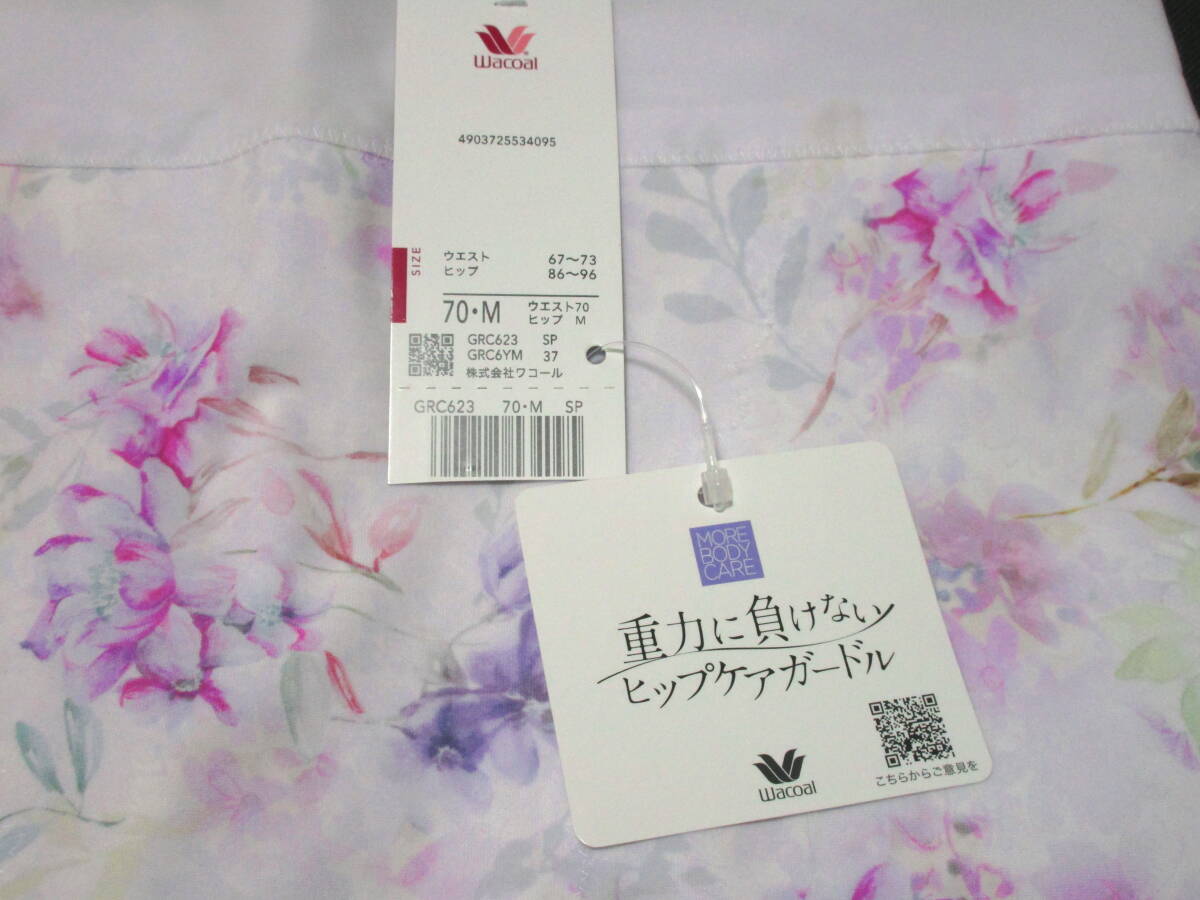 Wacoal
4903725534095
SIZE
ウエスト 67〜73
ヒップ 86〜96
70・M ウエスト70
ヒップ M
GRC623 SP
GRC6YM 37
株式会社ワコール
GRC623 70・M SP
MORE
BODY
CARE
重力に負けない
ヒップケアガードル
Wacoal
こちらからご意見を